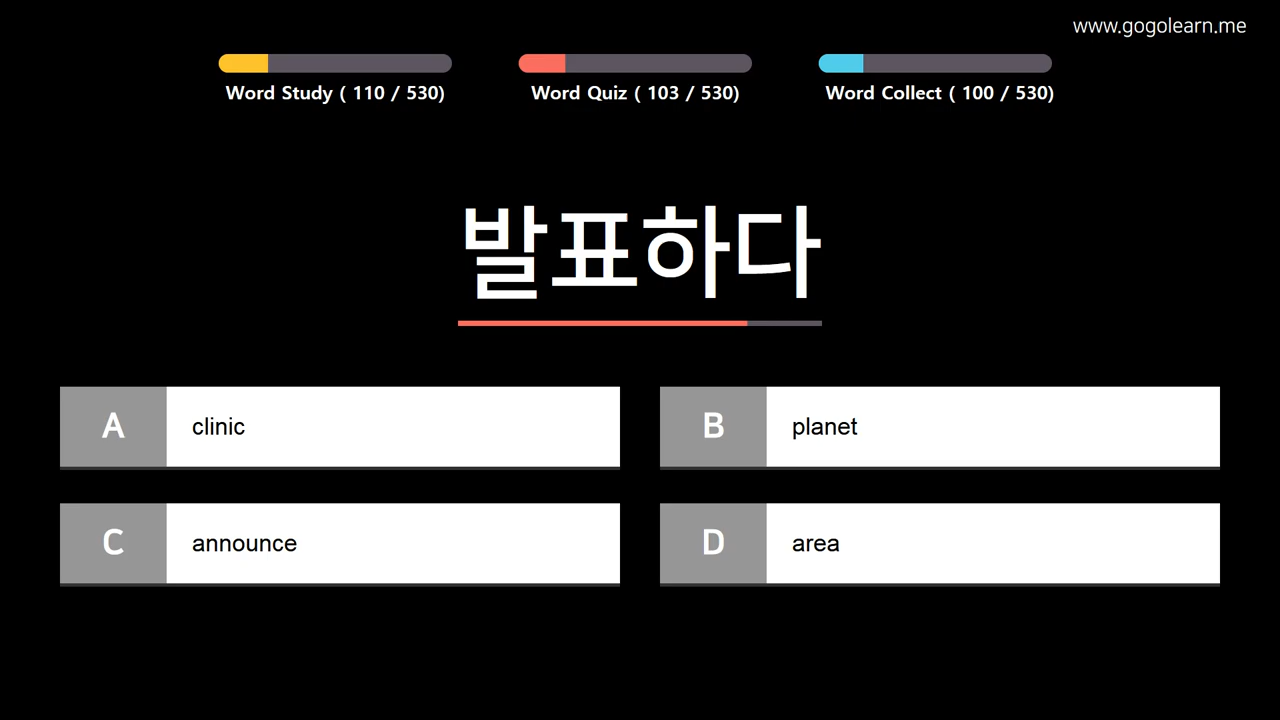 www.gogolearn.me
Word Study ( 110 / 530)
Word Quiz ( 103 / 530)
Word Collect ( 100 / 530)
발표하다
A clinic
B planet
C announce
D area